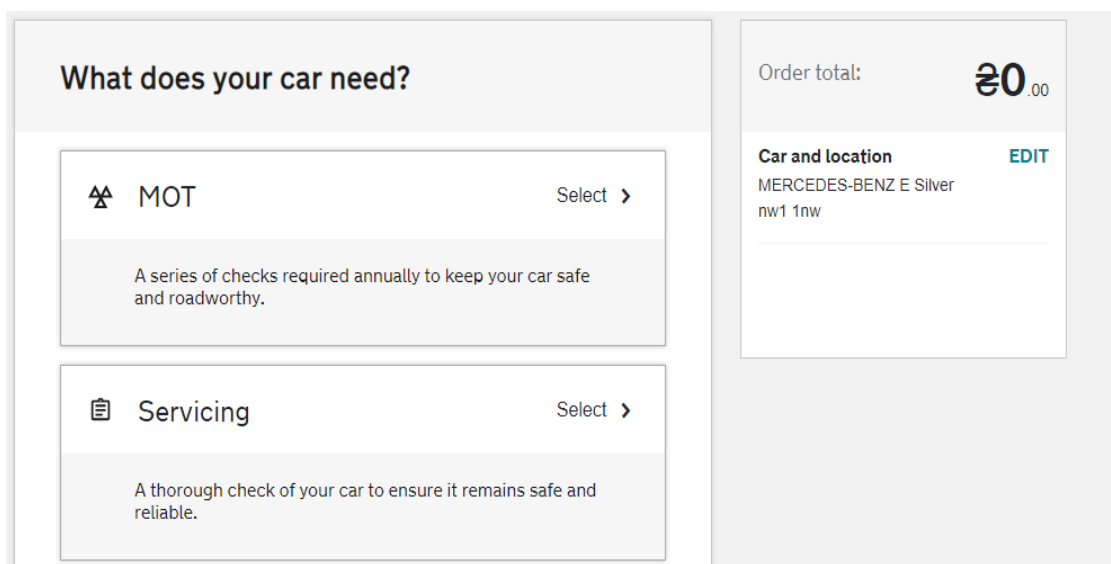 What does your car need?
MOT
Select
A series of checks required annually to keep your car safe
and roadworthy.
Servicing
Select
A thorough check of your car to ensure it remains safe and
reliable.
Order total:
₴0.00
Car and location
EDIT
MERCEDES-BENZ E Silver
nw1 1nw